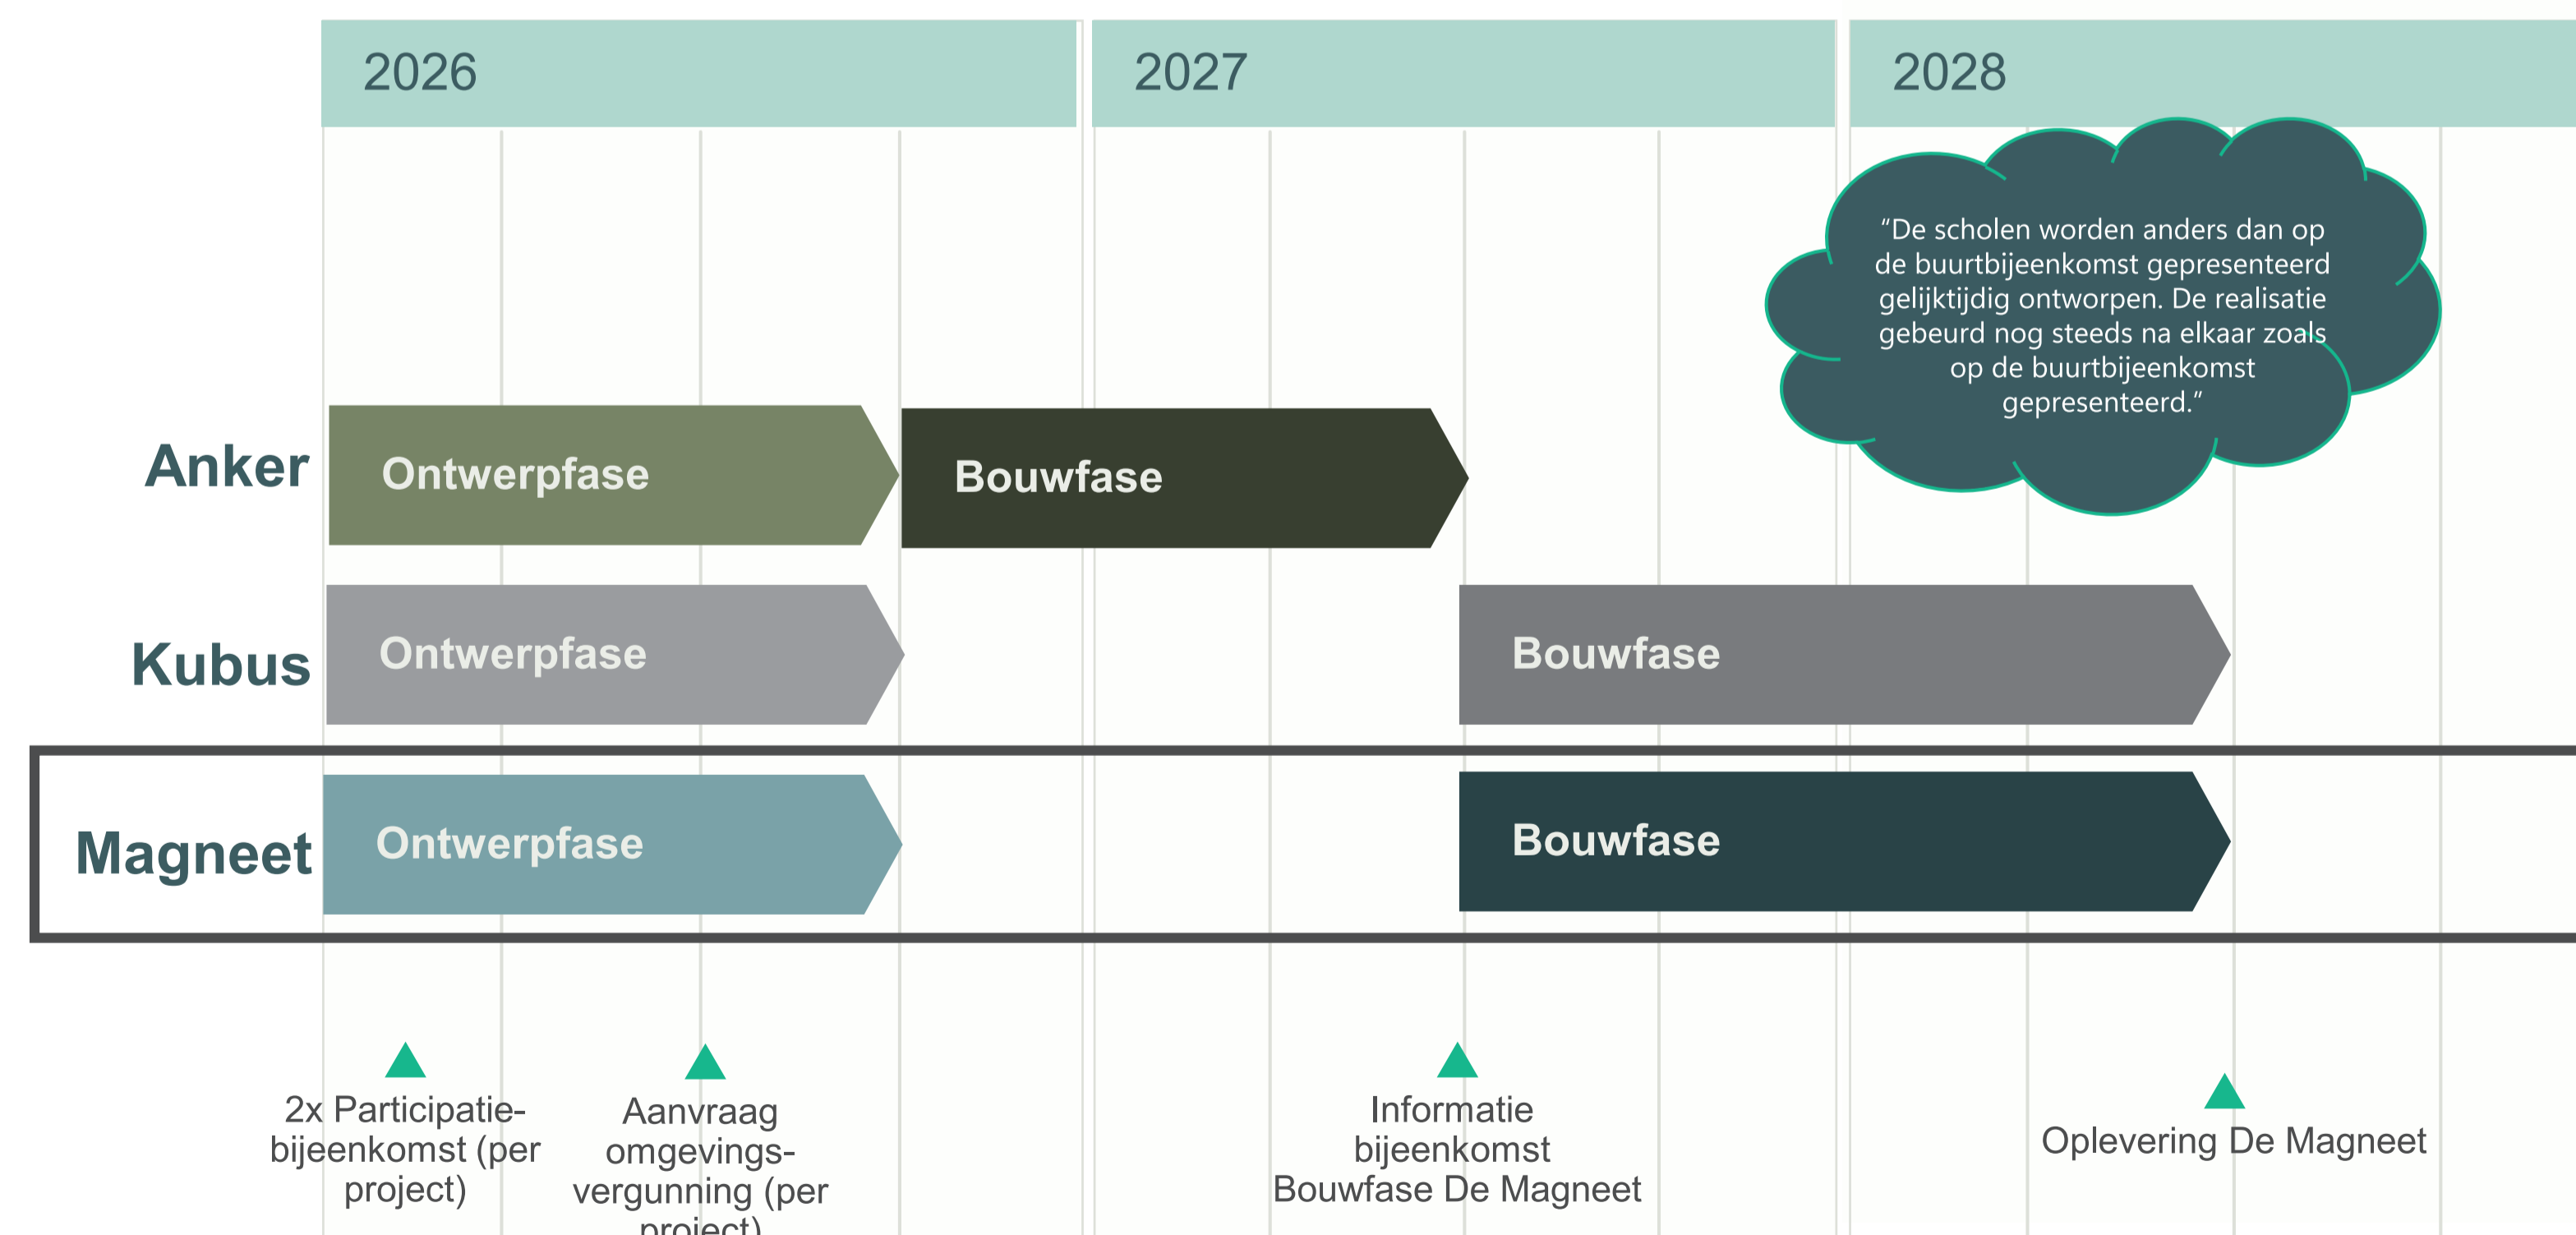 2026
2027
2028
“De scholen worden anders dan op
de buurtbijeenkomst gepresenteerd
gelijktijdig ontworpen. De realisatie
gebeurd nog steeds na elkaar zoals
op de buurtbijeenkomst
gepresenteerd.”
Anker
Ontwerpfase
Bouwfase
Kubus
Ontwerpfase
Bouwfase
Magneet
Ontwerpfase
Bouwfase
2x Participatie-
bijeenkomst (per
project)
Aanvraag
omgevings-
vergunning (per
project)
Informatie
bijeenkomst
Bouwfase De Magneet
Oplevering De Magneet